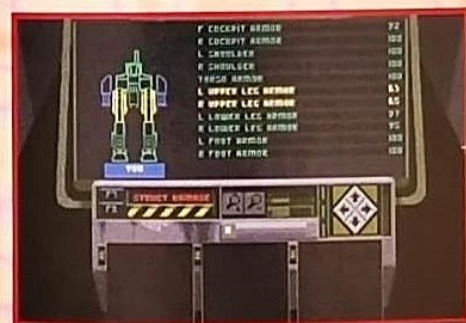 F COCKPIT ARMOR 92
R COCKPIT ARMOR 100
L SHOULDER 100
R SHOULDER 100
TORSO ARMOR 100
L UPPER LEG ARMOR 63
R UPPER LEG ARMOR 65
L LOWER LEG ARMOR 97
R LOWER LEG ARMOR 95
L FOOT ARMOR 100
R FOOT ARMOR 100
YOU
STRUCT DAMAGE